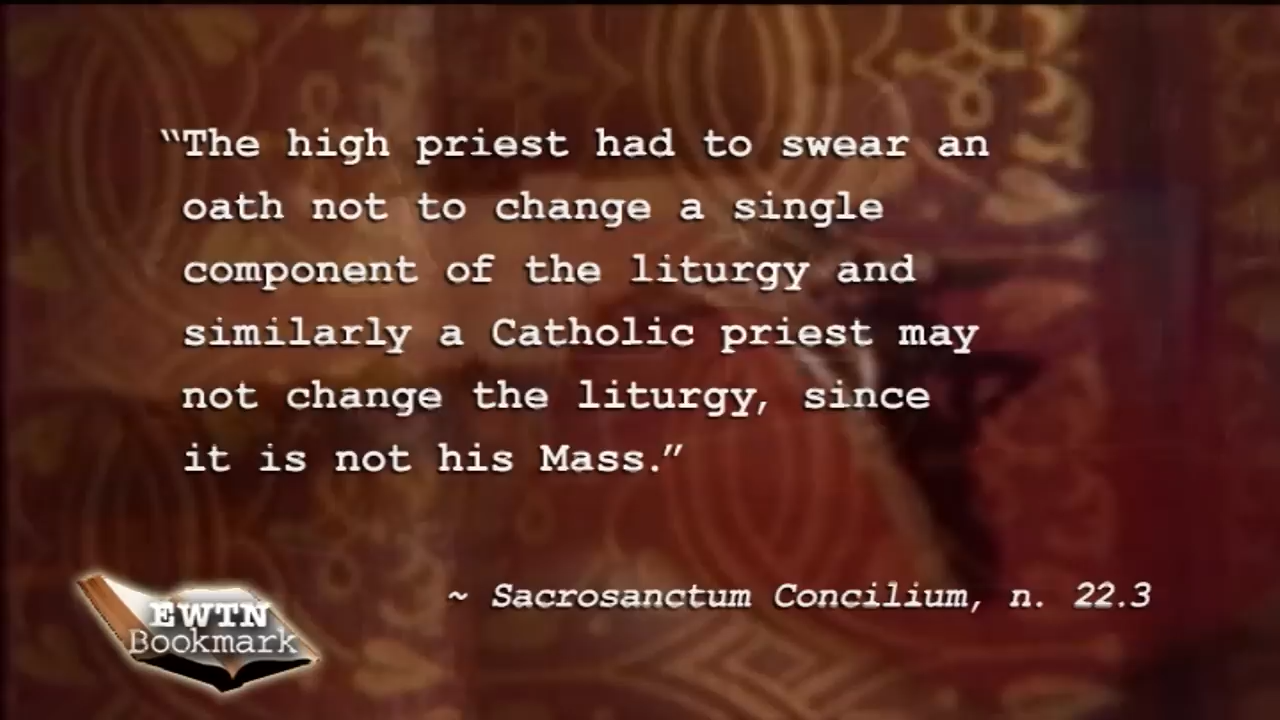 “The high priest had to swear an
oath not to change a single
component of the liturgy and
similarly a Catholic priest may
not change the liturgy, since
it is not his Mass.”
~ Sacrosanctum Concilium, n. 22.3
EWTN
Bookmark